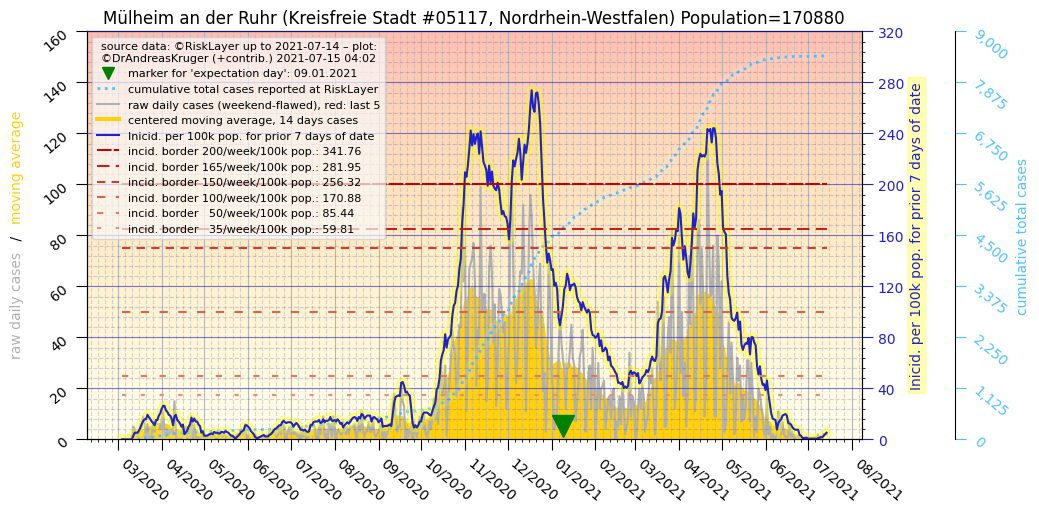 Mülheim an der Ruhr (Kreisfreie Stadt #05117, Nordrhein-Westfalen) Population=170880
source data: ©RiskLayer up to 2021-07-14 – plot:
©DrAndreasKruger (+contrib.) 2021-07-15 04:02
marker for 'expectation day': 09.01.2021
cumulative total cases reported at RiskLayer
raw daily cases (weekend-flawed), red: last 5
centered moving average, 14 days cases
Inicid. per 100k pop. for prior 7 days of date
incid. border 200/week/100k pop.: 341.76
incid. border 165/week/100k pop.: 281.95
incid. border 150/week/100k pop.: 256.32
incid. border 100/week/100k pop.: 170.88
incid. border   50/week/100k pop.: 85.44
incid. border   35/week/100k pop.: 59.81
raw daily cases  /  moving average
160
140
120
100
80
60
40
20
0
03/2020
04/2020
05/2020
06/2020
07/2020
08/2020
09/2020
10/2020
11/2020
12/2020
01/2021
02/2021
03/2021
04/2021
05/2021
06/2021
07/2021
08/2021
320
280
240
200
160
120
80
40
0
Inicid. per 100k pop. for prior 7 days of date
9,000
7,875
6,750
5,625
4,500
3,375
2,250
1,125
0
cumulative total cases